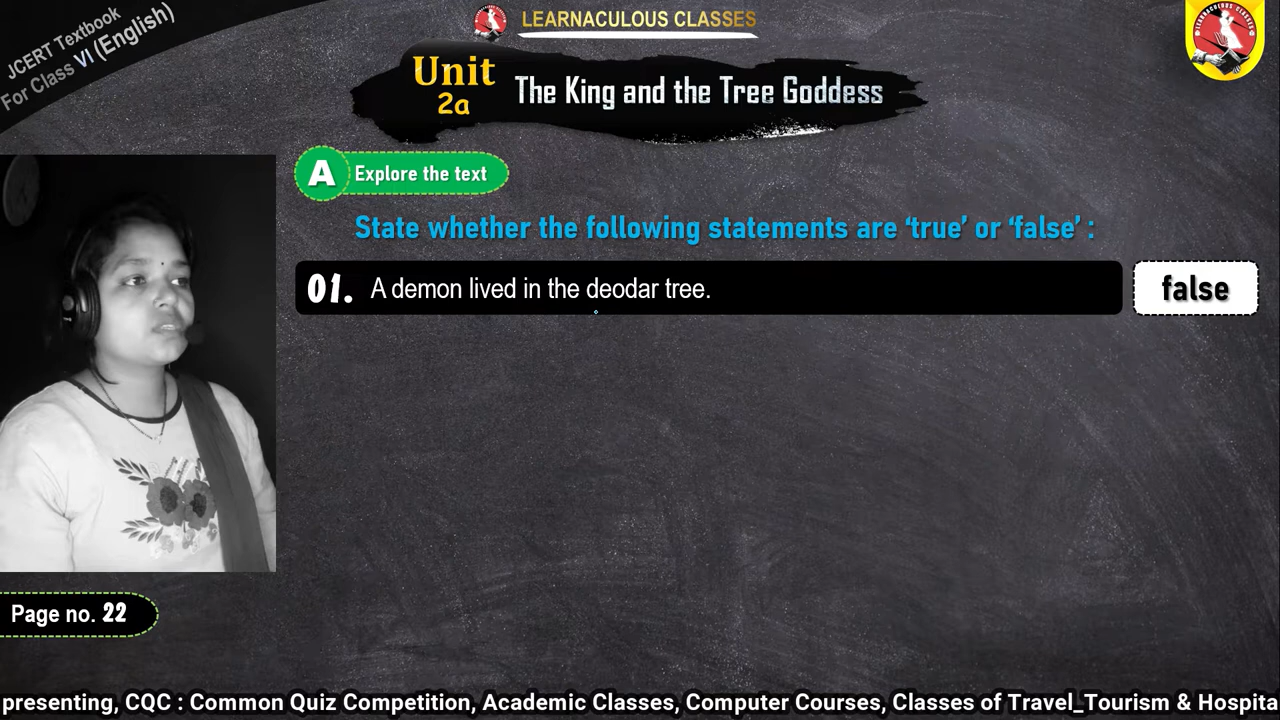 JCERT Textbook
For Class VI (English)
LEARNACULOUS CLASSES
LEARNACULOUS CLASSES
Unit
2a
The King and the Tree Goddess
A Explore the text
State whether the following statements are ‘true’ or ‘false’ :
01. A demon lived in the deodar tree. false
Page no. 22
presenting, CQC : Common Quiz Competition, Academic Classes, Computer Courses, Classes of Travel_Tourism & Hospita